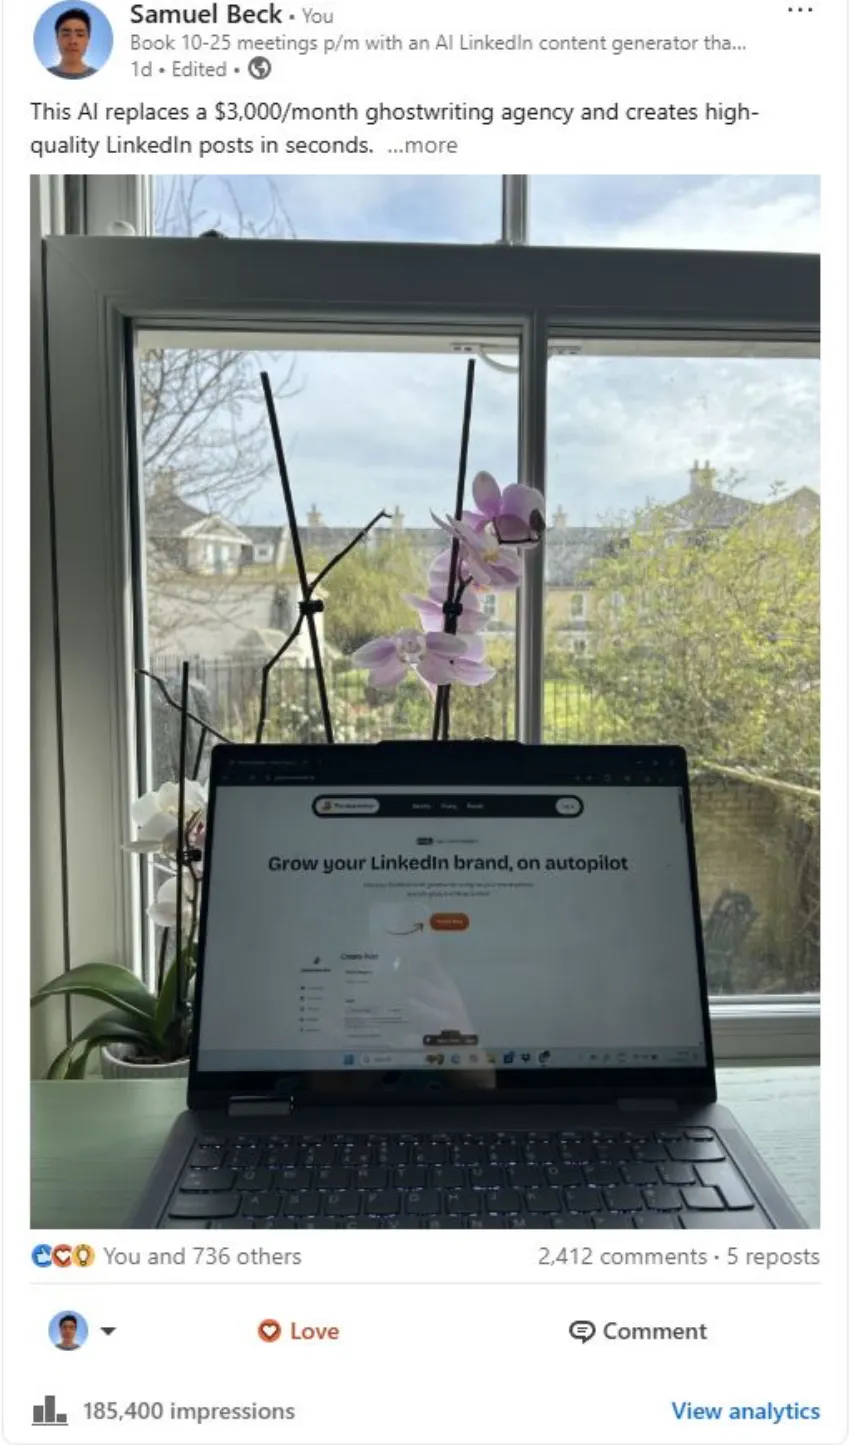 Samuel Beck • You
Book 10-25 meetings p/m with an AI LinkedIn content generator tha...
1d • Edited •
This AI replaces a $3,000/month ghostwriting agency and creates high-
quality LinkedIn posts in seconds. ...more
Grow your LinkedIn brand, on autopilot
Create Post
You and 736 others
2,412 comments • 5 reposts
Love
Comment
185,400 impressions
View analytics